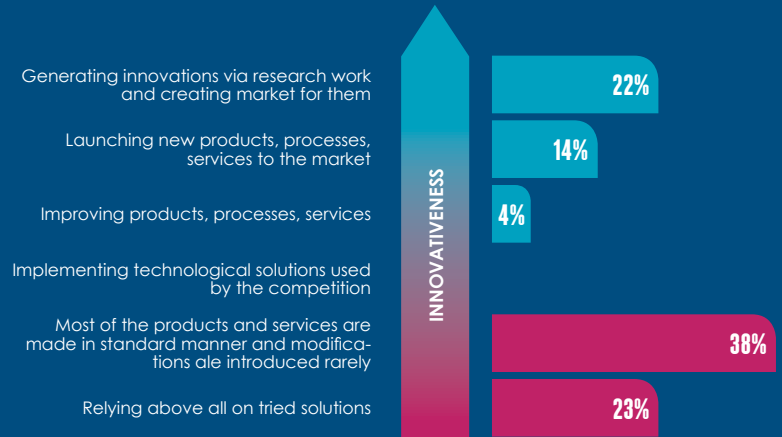 Generating innovations via research work
and creating market for them
22%
Launching new products, processes,
services to the market
14%
Improving products, processes, services
4%
Implementing technological solutions used
by the competition
Most of the products and services are
made in standard manner and modifica-
tions ale introduced rarely
38%
Relying above all on tried solutions
23%
INNOVATIVENESS